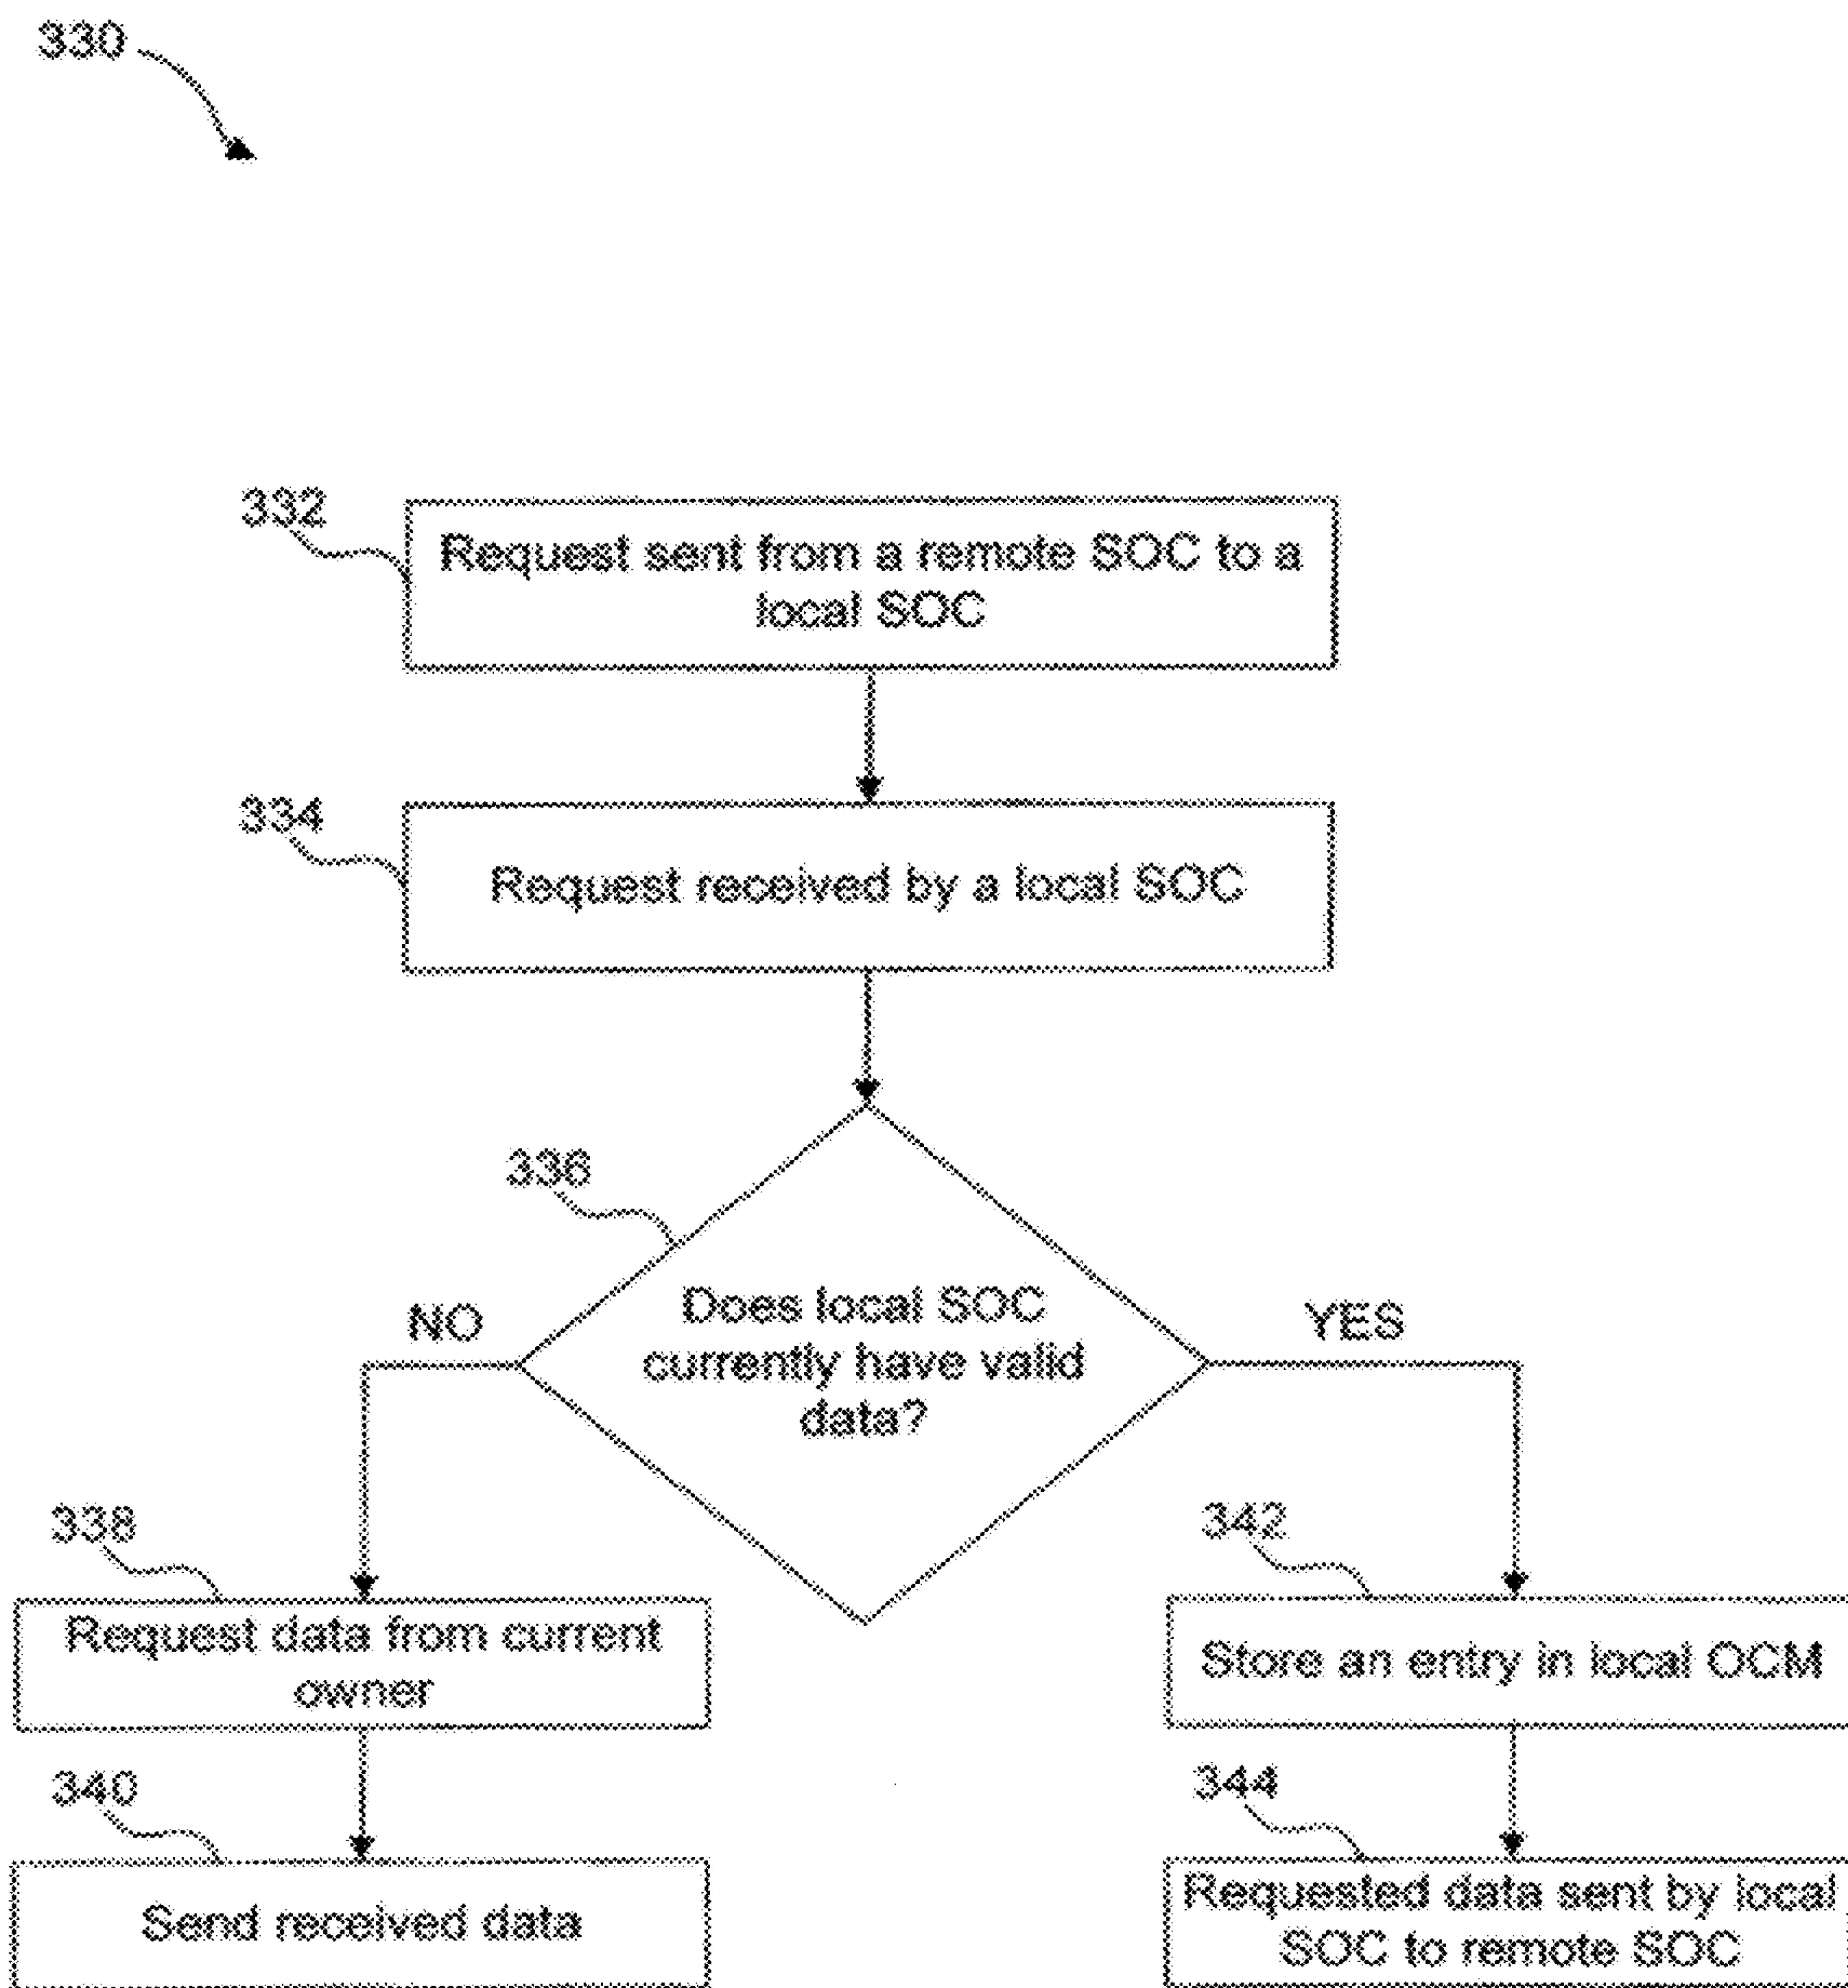 330
332
Request sent from a remote SOC to a
local SOC
334
Request received by a local SOC
336
Does local SOC
currently have valid
data?
NO
YES
338
Request data from current
owner
342
Store an entry in local OCM
340
Send received data
344
Requested data sent by local
SOC to remote SOC